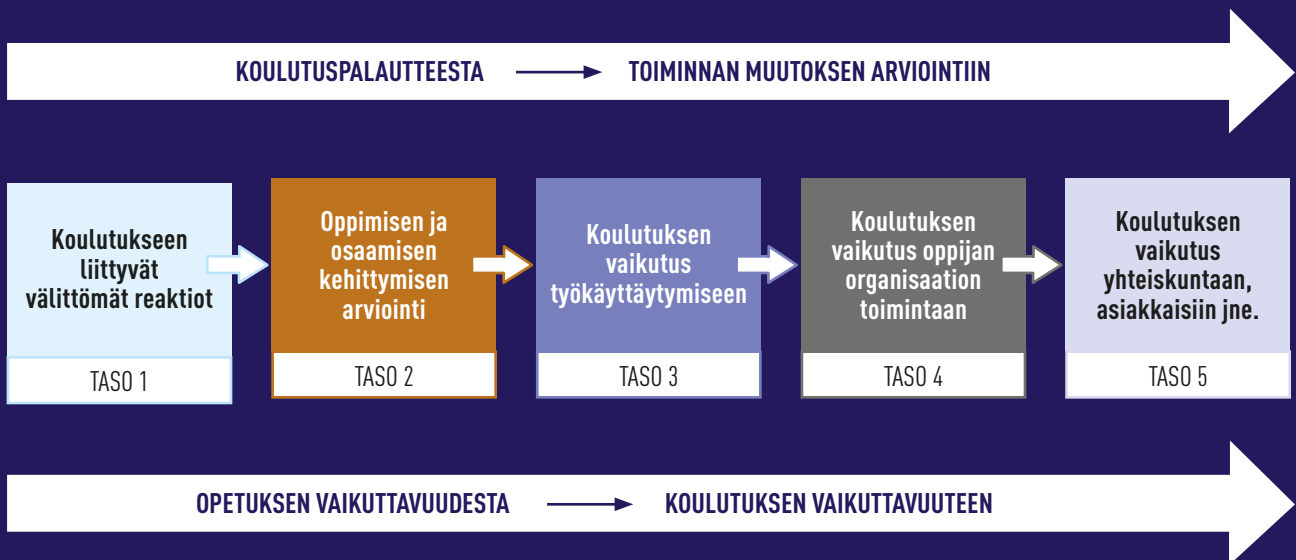 KOULUTUSPALAUTTEESTA → TOIMINNAN MUUTOKSEN ARVIOINTIIN
Koulutukseen
liittyvät
välittömät reaktiot
TASO 1
Oppimisen ja
osaamisen
kehittymisen
arviointi
TASO 2
Koulutuksen
vaikutus
työkäyttäytymiseen
TASO 3
Koulutuksen
vaikutus oppijan
organisaation
toimintaan
TASO 4
Koulutuksen
vaikutus
yhteiskuntaan,
asiakkaisiin jne.
TASO 5
OPETUKSEN VAIKUTTAVUUDESTA → KOULUTUKSEN VAIKUTTAVUUTEEN